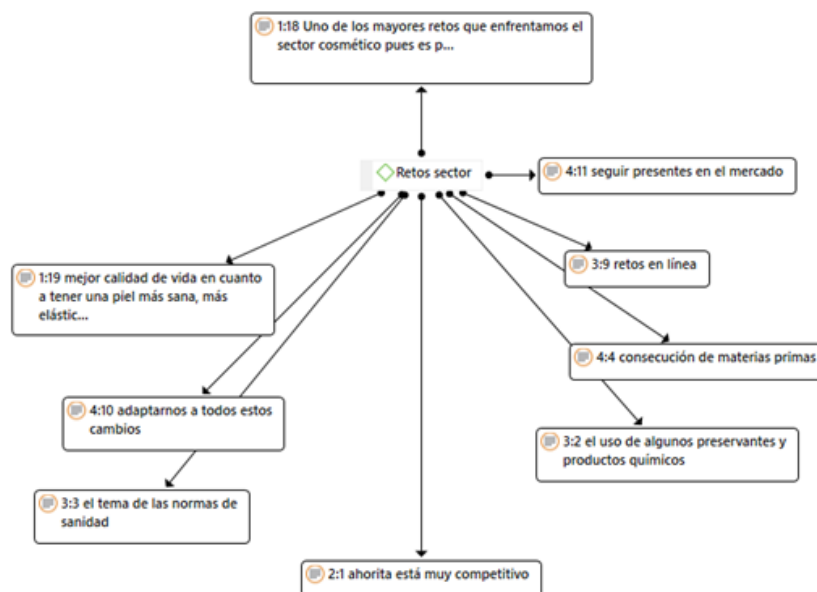 1:18 Uno de los mayores retos que enfrentamos el
sector cosmético pues es p...
Retos sector
4:11 seguir presentes en el mercado
3:9 retos en línea
1:19 mejor calidad de vida en cuanto
a tener una piel más sana, más
elástic...
4:4 consecución de materias primas
4:10 adaptarnos a todos estos
cambios
3:2 el uso de algunos preservantes y
productos químicos
3:3 el tema de las normas de
sanidad
2:1 ahorita está muy competitivo